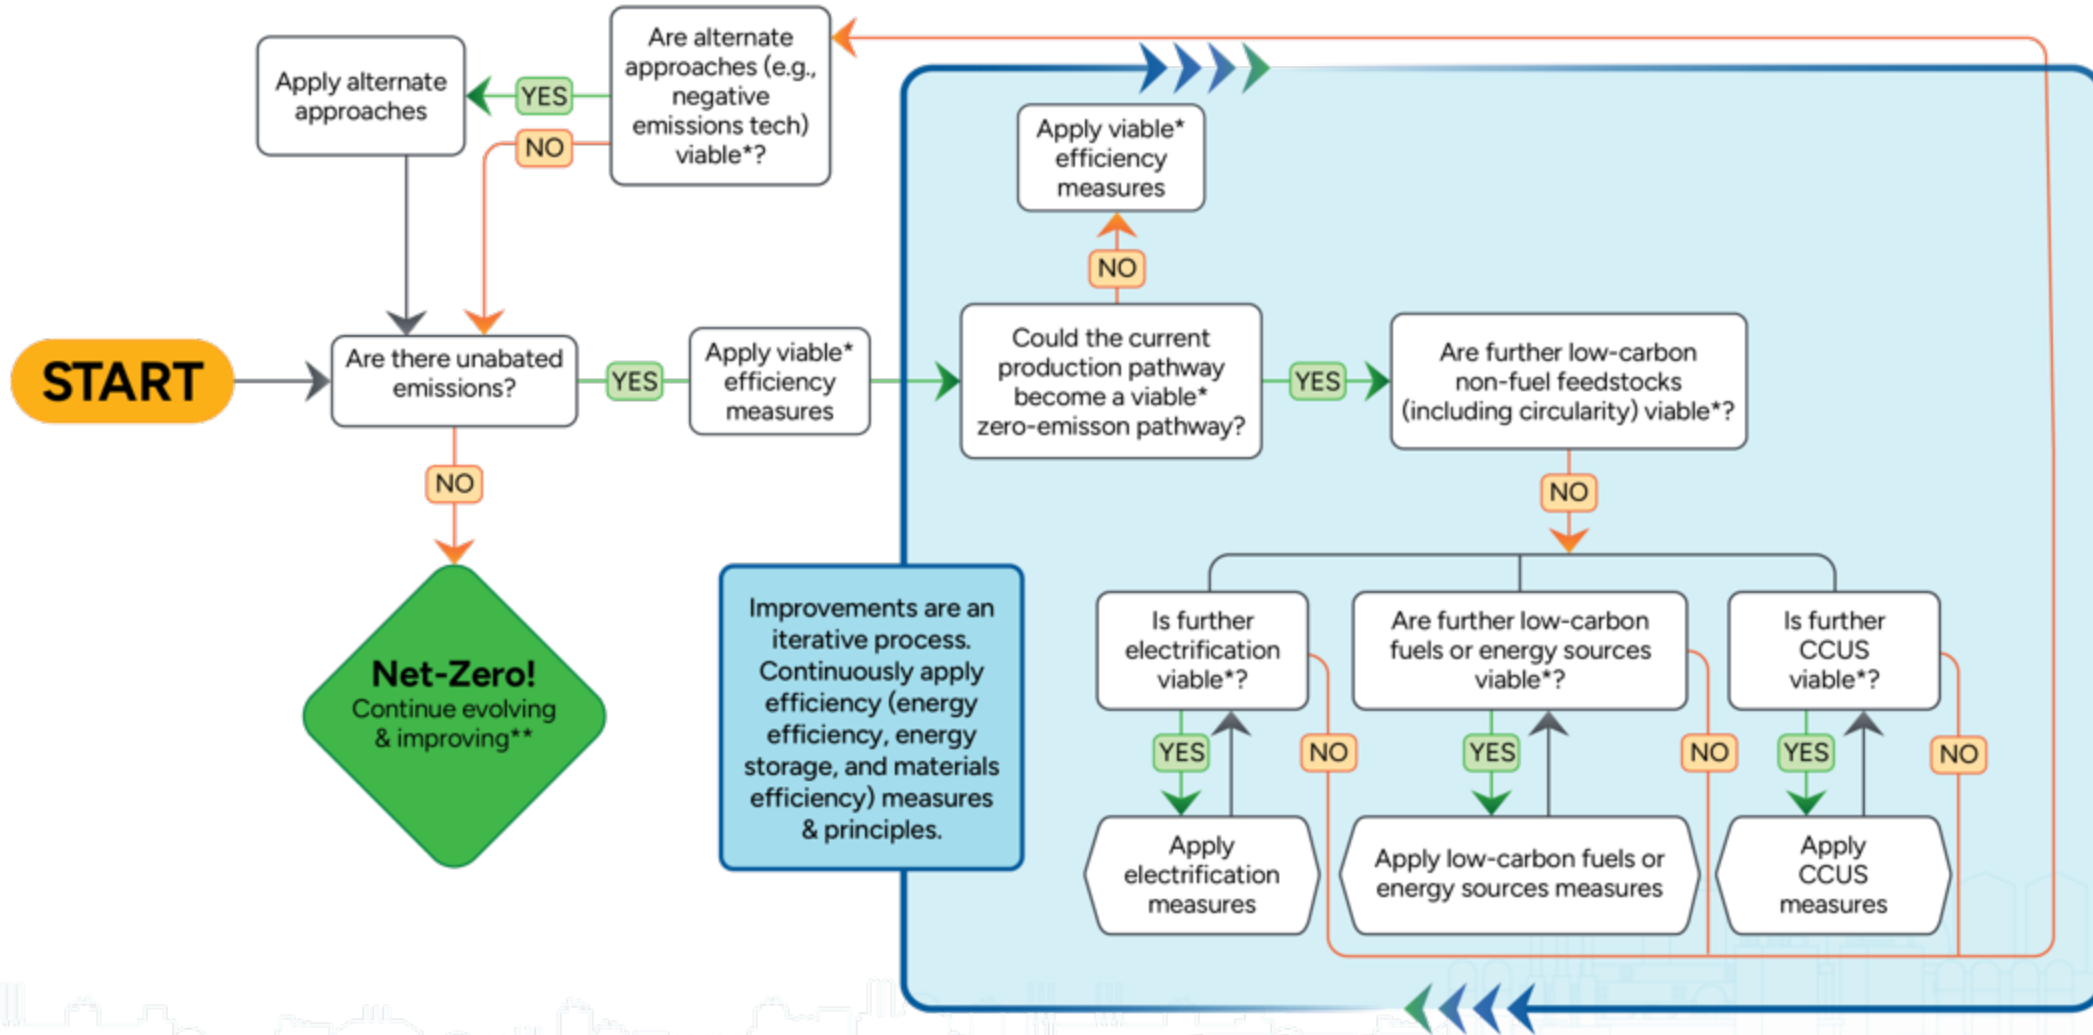 Are alternate
approaches (e.g.,
negative
emissions tech)
viable*?
YES
NO
Apply alternate
approaches
START
Are there unabated
emissions?
YES
NO
Net-Zero!
Continue evolving
& improving**
Apply viable*
efficiency
measures
Improvements are an
iterative process.
Continuously apply
efficiency (energy
efficiency, energy
storage, and materials
efficiency) measures
& principles.
Could the current
production pathway
become a viable*
zero-emisson pathway?
NO
Apply viable*
efficiency
measures
YES
Are further low-carbon
non-fuel feedstocks
(including circularity) viable*?
NO
Is further
electrification
viable*?
YES
NO
Apply
electrification
measures
Are further low-carbon
fuels or energy sources
viable*?
YES
NO
Apply low-carbon fuels or
energy sources measures
Is further
CCUS
viable*?
YES
NO
Apply
CCUS
measures